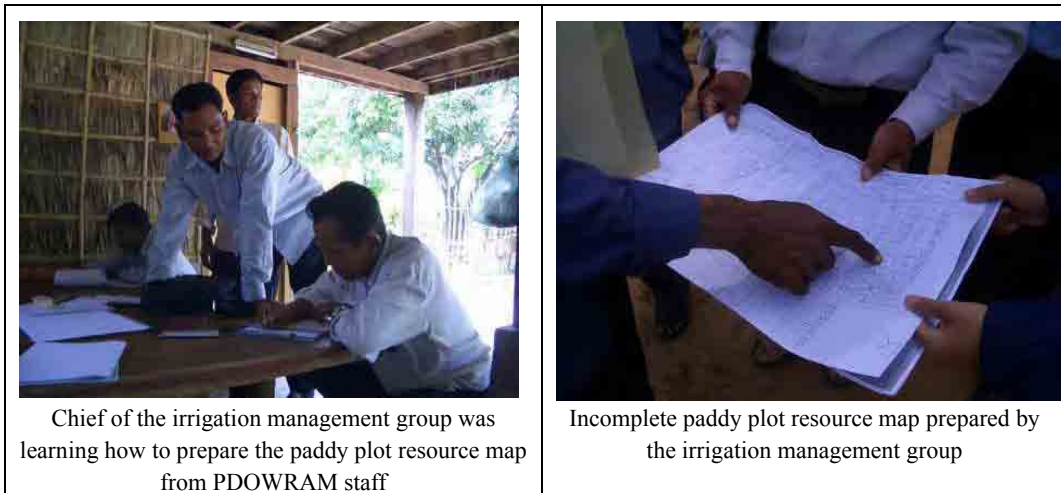 Chief of the irrigation management group was
learning how to prepare the paddy plot resource map
from PDOWRAM staff
Incomplete paddy plot resource map prepared by
the irrigation management group